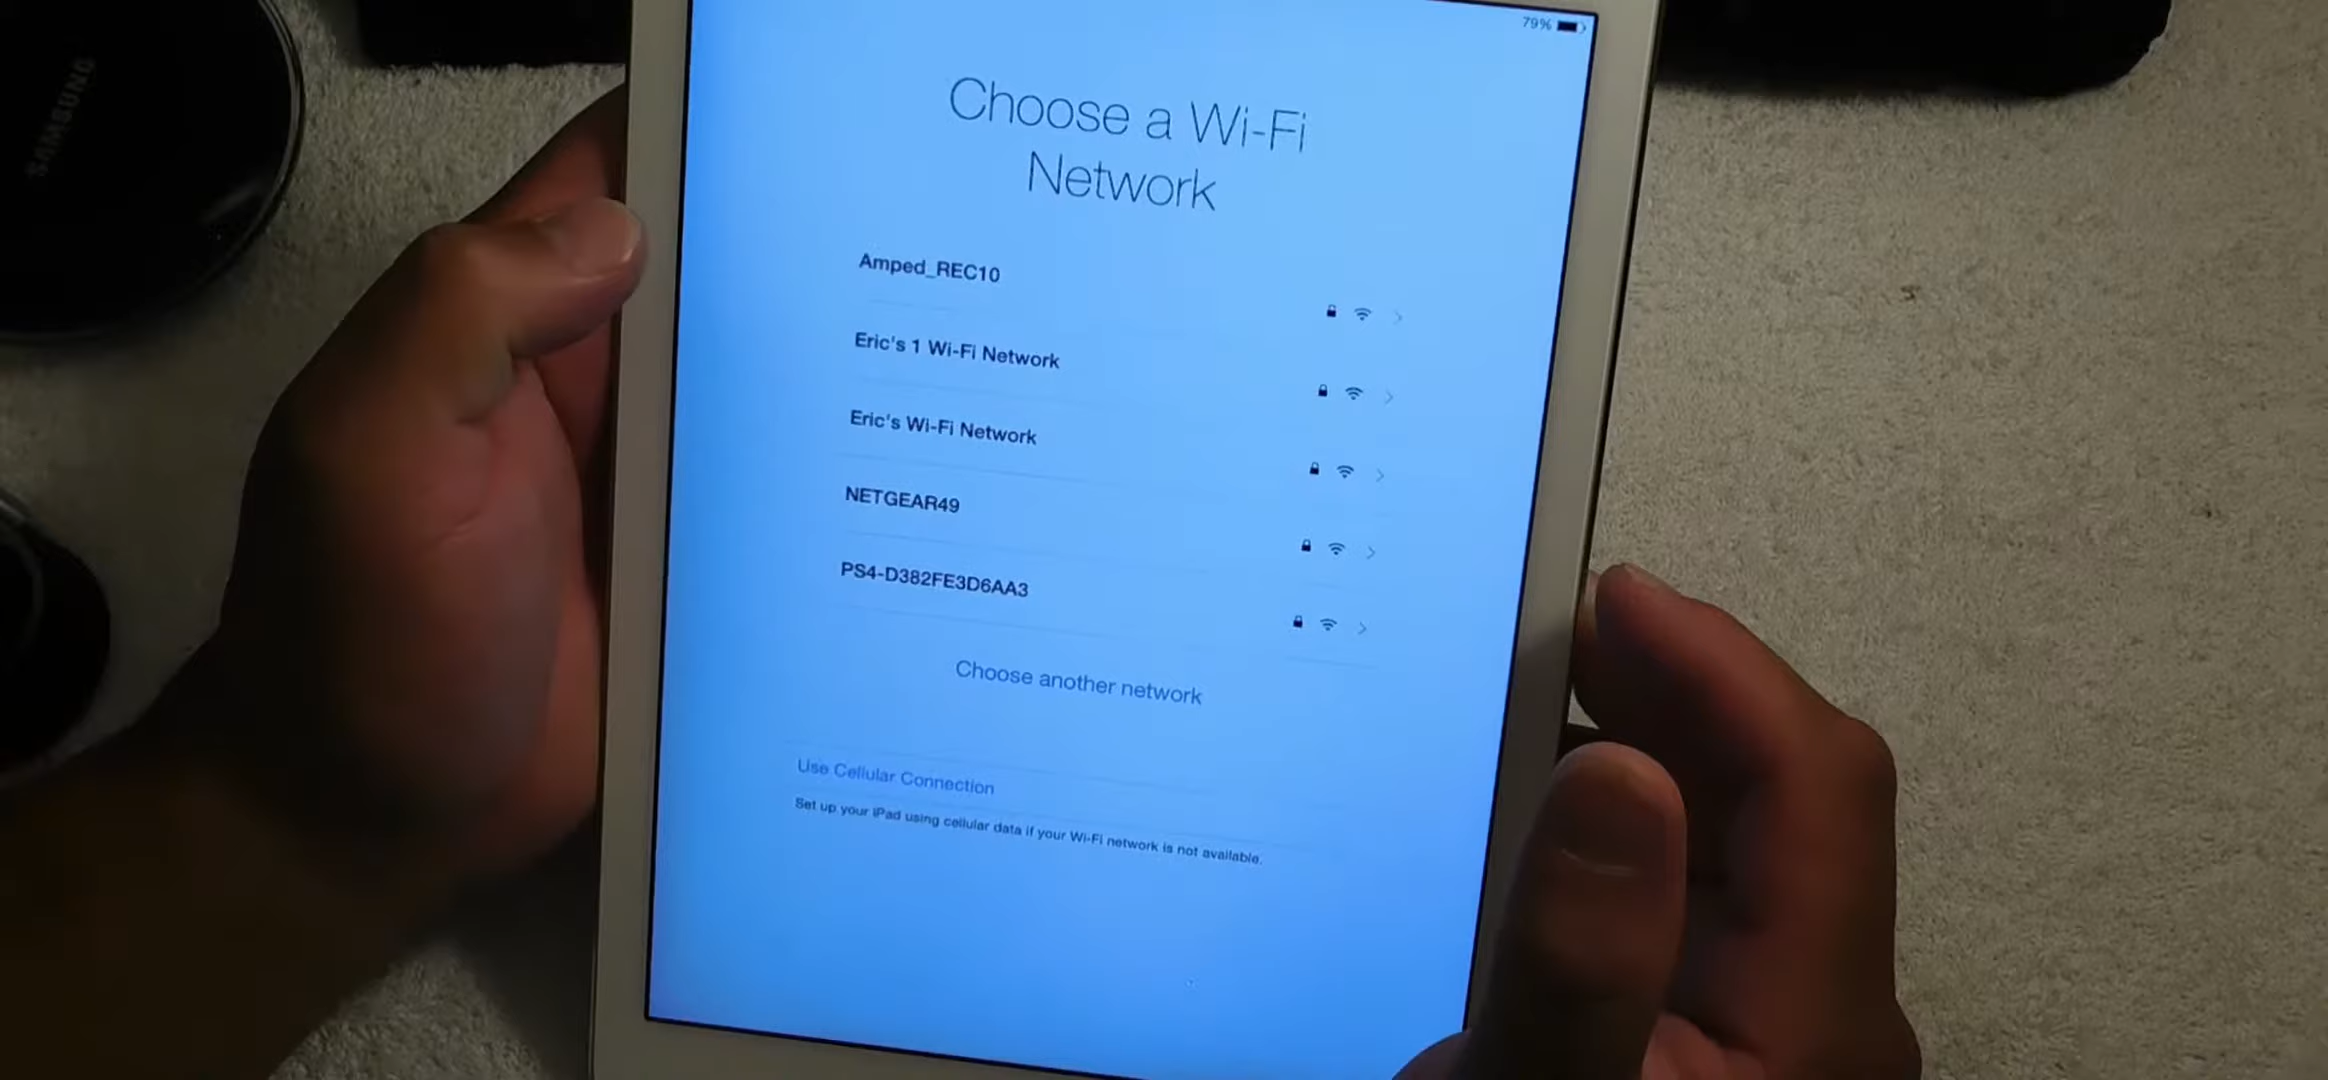 SAMSUNG
79%
Choose a Wi-Fi
Network
Amped_REC10
Eric's 1 Wi-Fi Network
Eric's Wi-Fi Network
NETGEAR49
PS4-D382FE3D6AA3
Choose another network
Use Cellular Connection
Set up your iPad using cellular data if your Wi-Fi network is not available.